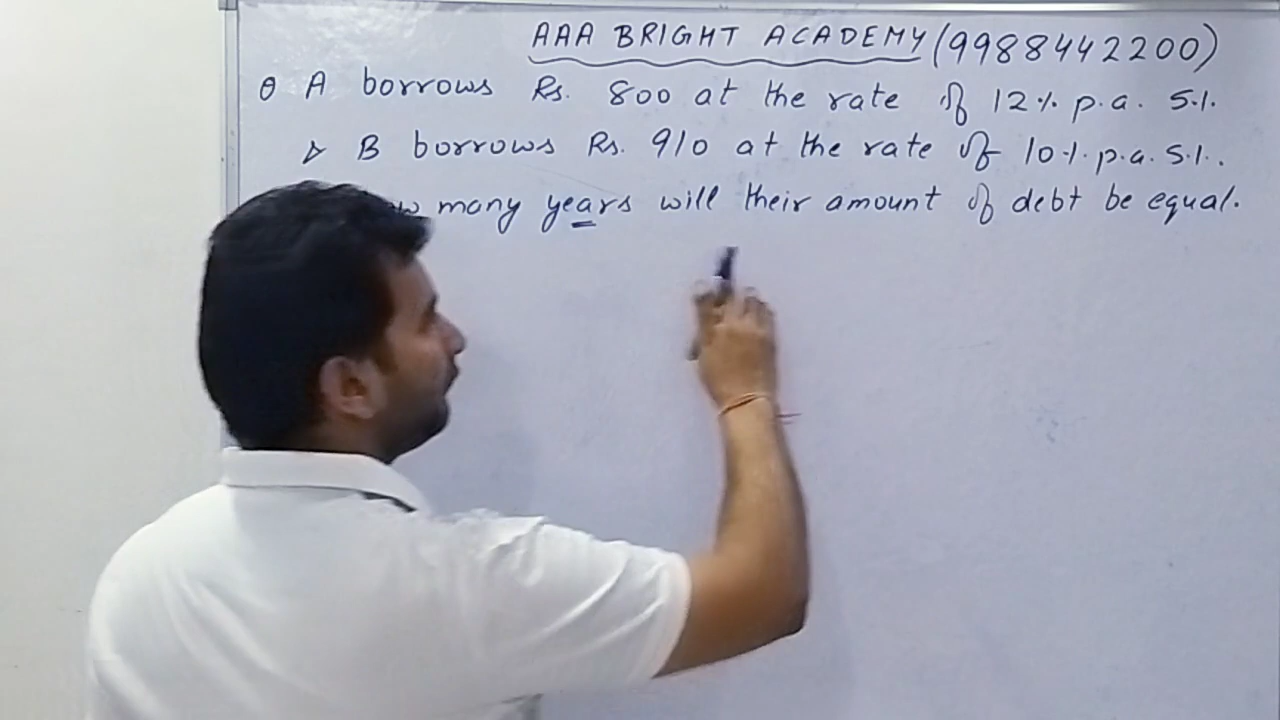 AAA BRIGHT ACADEMY (9988442200)
Q A borrows Rs. 800 at the rate of 12% p.a. S.I.
& B borrows Rs. 910 at the rate of 10% p.a. S.I.
many years will their amount of debt be equal.